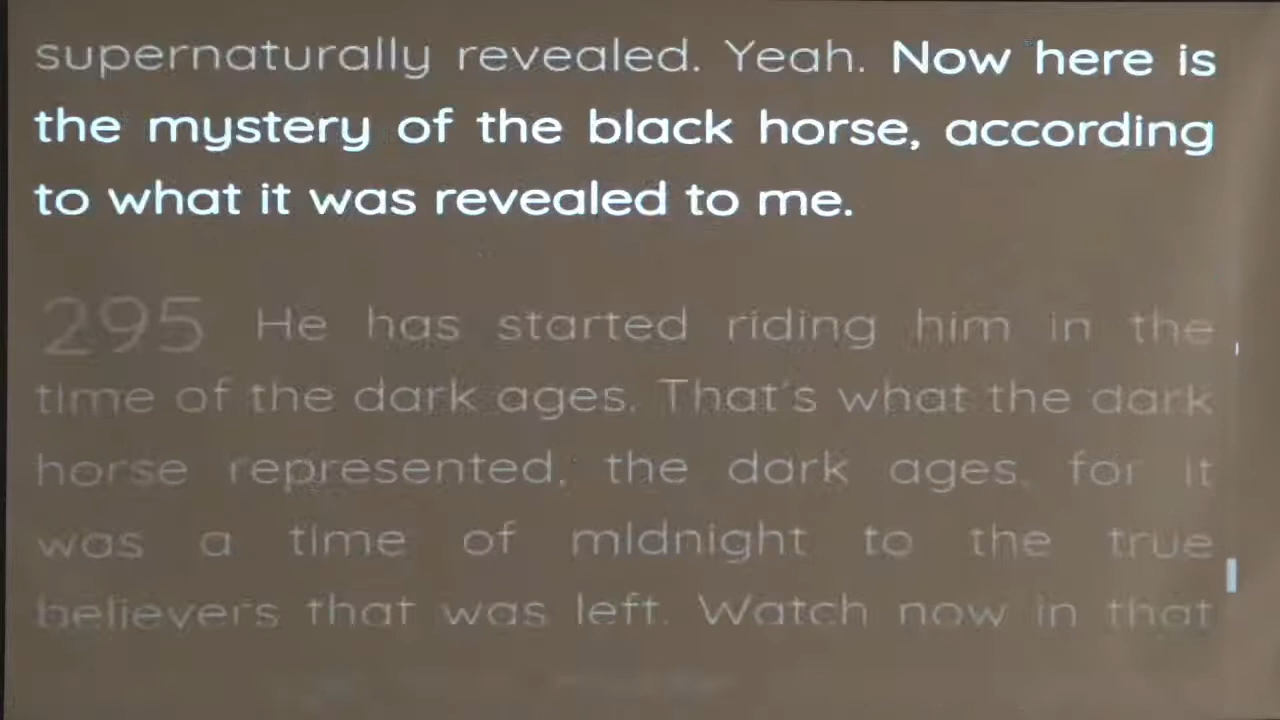 supernaturally revealed. Yeah. Now here is
the mystery of the black horse, according
to what it was revealed to me.
295 He has started riding him in the
time of the dark ages. That's what the dark
horse represented, the dark ages, for it
was a time of midnight to the true
believers that was left. Watch now in that